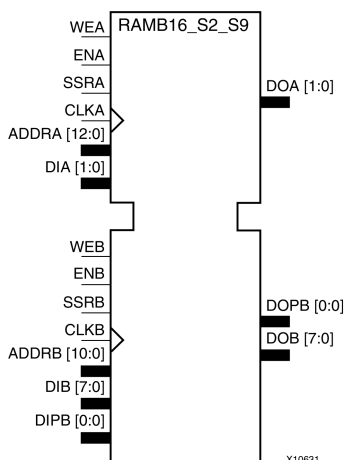 RAMB16_S2_S9
WEA
ENA
SSRA
CLKA
ADDRA [12:0]
DIA [1:0]
DOA [1:0]
WEB
ENB
SSRB
CLKB
ADDRB [10:0]
DIB [7:0]
DIPB [0:0]
DOPB [0:0]
DOB [7:0]
X10631